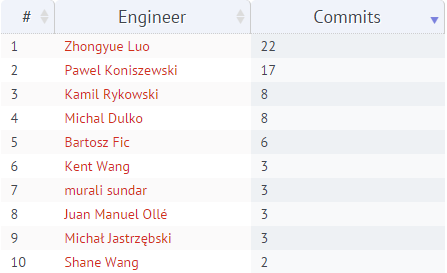 # Engineer Commits
1 Zhongyue Luo 22
2 Pawel Koniszewski 17
3 Kamil Rykowski 8
4 Michal Dulko 8
5 Bartosz Fic 6
6 Kent Wang 3
7 murali sundar 3
8 Juan Manuel Ollé 3
9 Michał Jastrzębski 3
10 Shane Wang 2